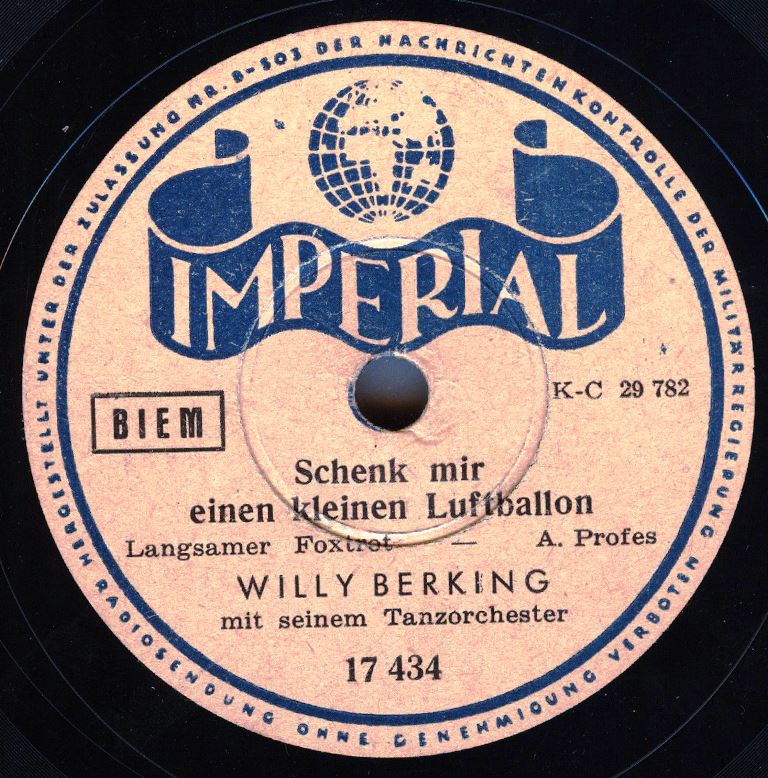 HERGESTELLT UNTER DER ZULASSUNG NR. B-503 DER NACHRICHTENKONTROLLE DER MILITÄR REGIERUNG
RADIOSENDUNG OHNE GENEHMIGUNG VERBOTEN
IMPERIAL
BIEM
K-C 29 782
Schenk mir
einen kleinen Luftballon
Langsamer Foxtrot — A. Profes
WILLY BERKING
mit seinem Tanzorchester
17 434